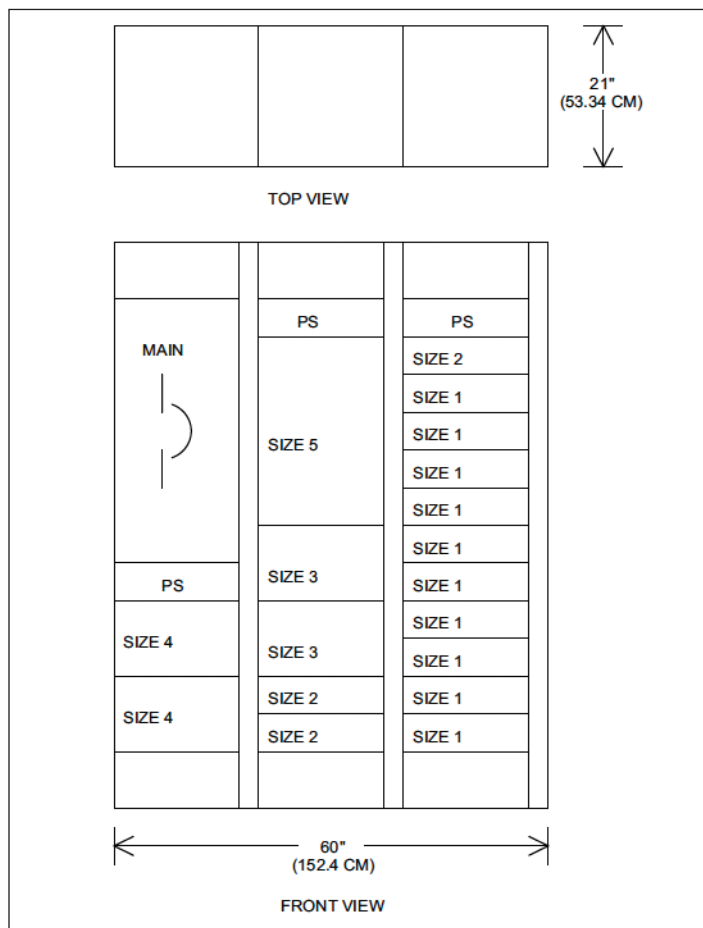 21"
(53.34 CM)
TOP VIEW
MAIN
PS
SIZE 4
SIZE 4
PS
SIZE 5
SIZE 3
SIZE 3
SIZE 2
SIZE 2
PS
SIZE 2
SIZE 1
SIZE 1
SIZE 1
SIZE 1
SIZE 1
SIZE 1
SIZE 1
SIZE 1
SIZE 1
SIZE 1
60"
(152.4 CM)
FRONT VIEW